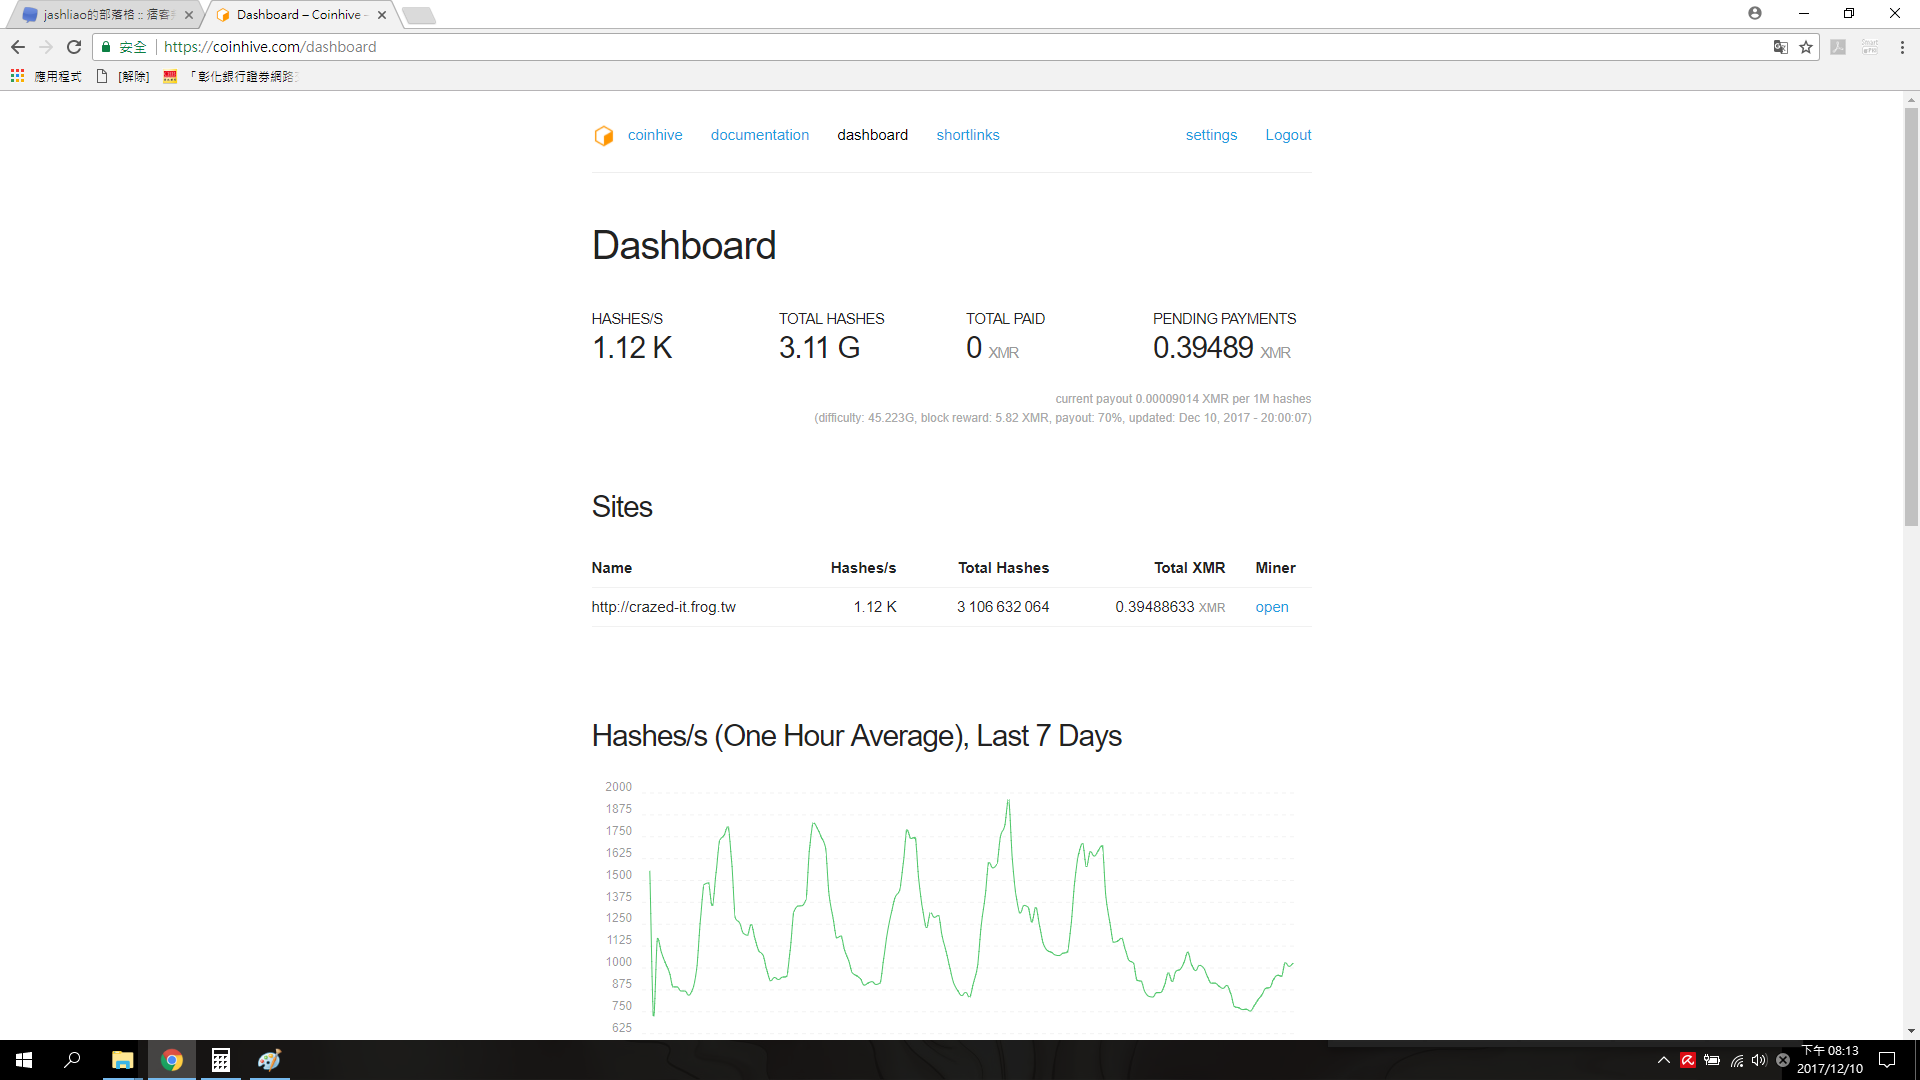 jashliao的部落格 :: 痞客
Dashboard – Coinhive -
安全 https://coinhive.com/dashboard
應用程式 [解除] 「彰化銀行證券網路
coinhive documentation dashboard shortlinks settings Logout
Dashboard
HASHES/S TOTAL HASHES TOTAL PAID PENDING PAYMENTS
1.12 K 3.11 G 0 XMR 0.39489 XMR
current payout 0.00009014 XMR per 1M hashes
(difficulty: 45.223G, block reward: 5.82 XMR, payout: 70%, updated: Dec 10, 2017 - 20:00:07)
Sites
Name Hashes/s Total Hashes Total XMR Miner
http://crazed-it.frog.tw 1.12 K 3 106 632 064 0.39488633 XMR open
Hashes/s (One Hour Average), Last 7 Days
2000
1875
1750
1625
1500
1375
1250
1125
1000
875
750
625
下午 08:13
2017/12/10